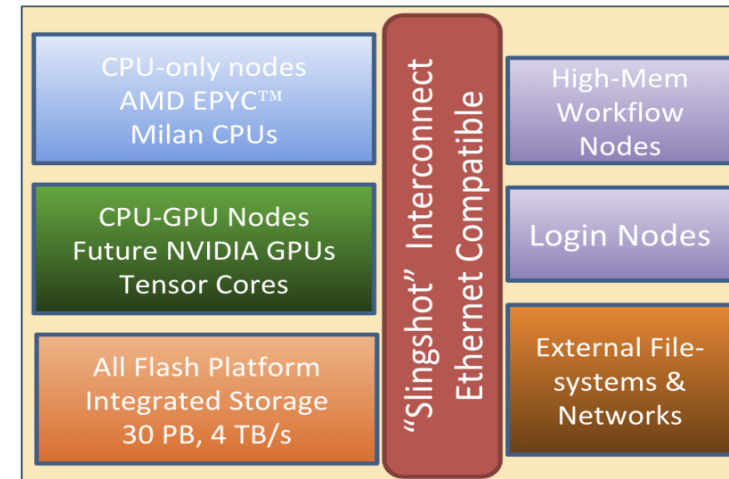 CPU-only nodes
AMD EPYC™
Milan CPUs
CPU-GPU Nodes
Future NVIDIA GPUs
Tensor Cores
All Flash Platform
Integrated Storage
30 PB, 4 TB/s
“Slingshot” Interconnect
Ethernet Compatible
High-Mem
Workflow
Nodes
Login Nodes
External File-
systems &
Networks